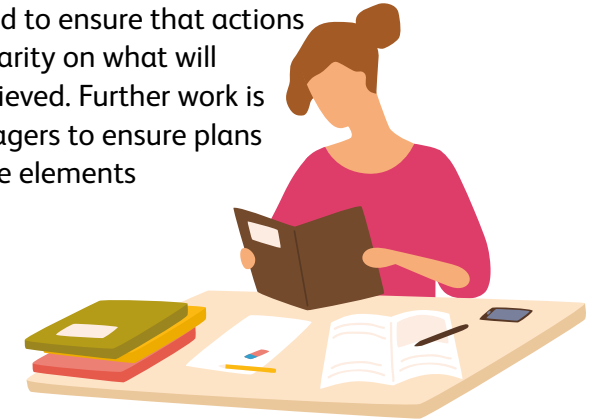 d to ensure that actions
arity on what will
ieved. Further work is
agers to ensure plans
e elements